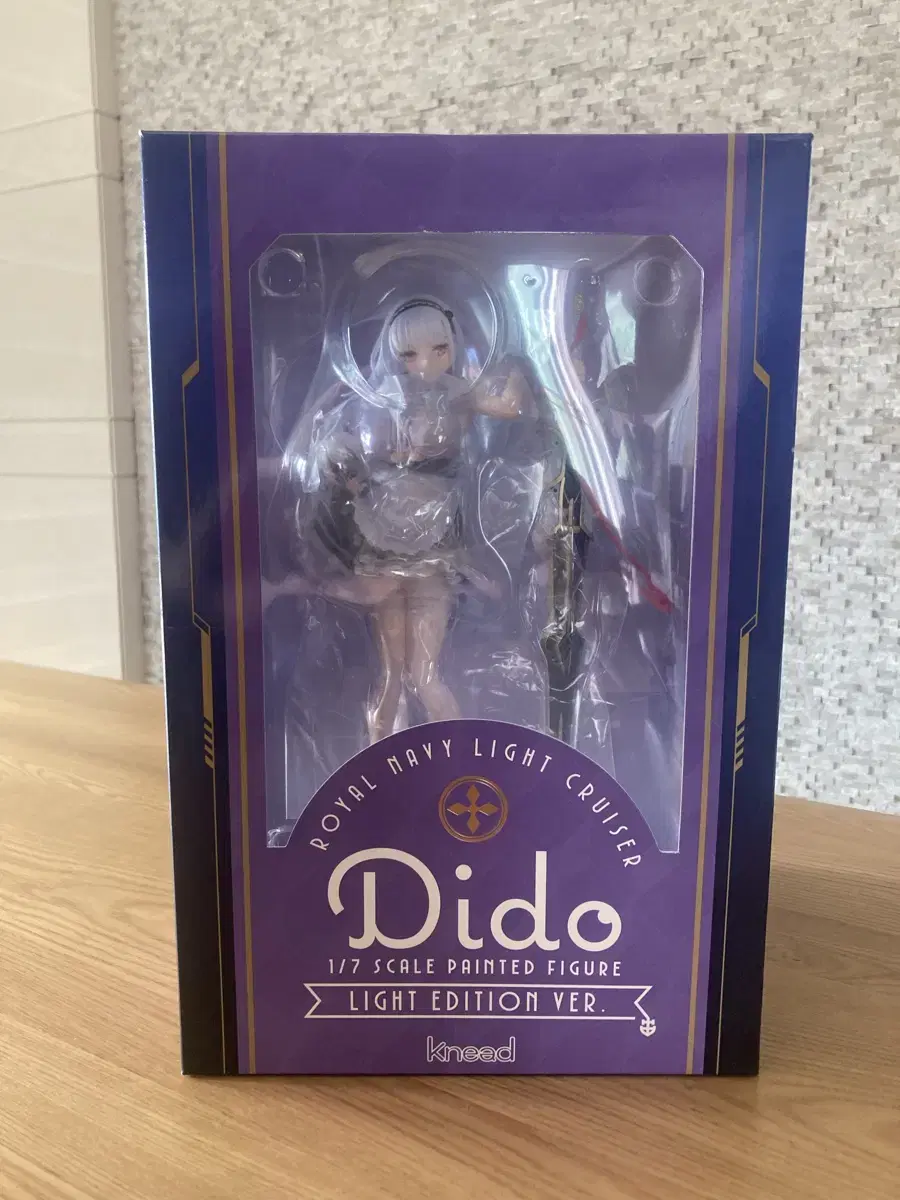 ROYAL NAVY LIGHT CRUISER
Dido
1/7 SCALE PAINTED FIGURE
LIGHT EDITION VER.
knead